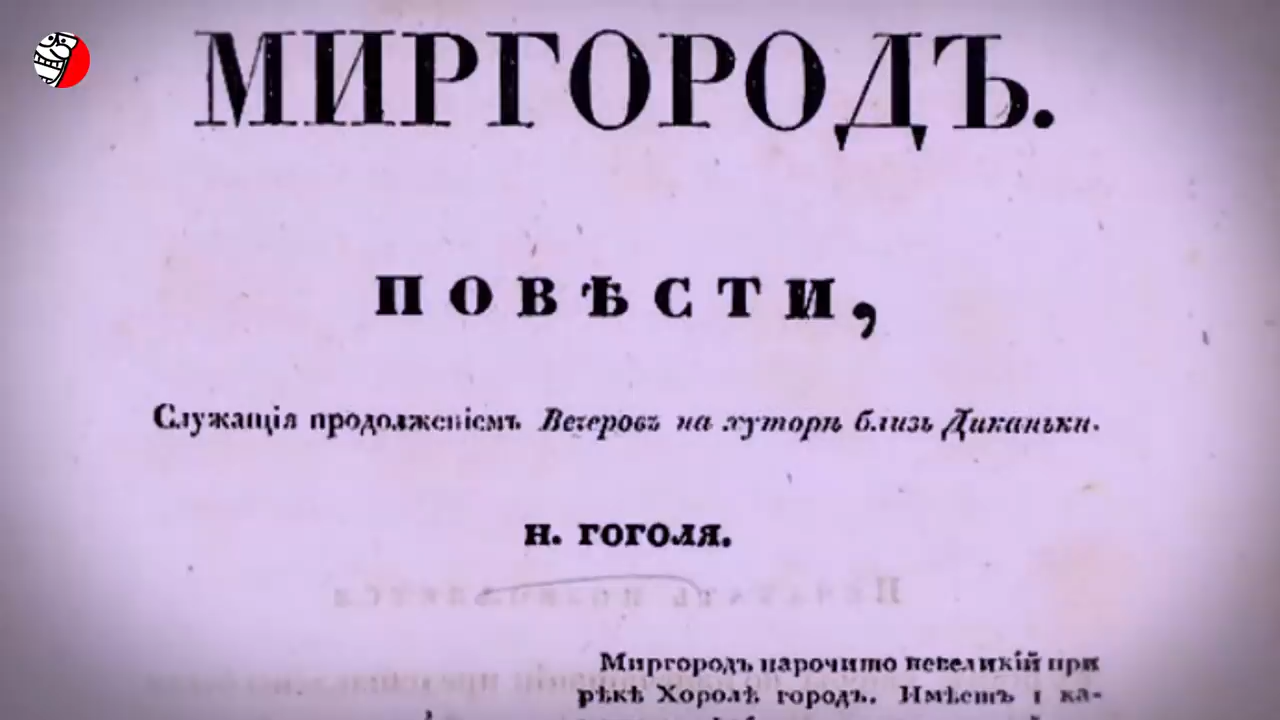 МИРГОРОДЪ.
ПОВѢСТИ,
Служащія продолженіемъ Вечеровъ на хуторѣ близь Диканьки.
Н. ГОГОЛЯ.
Миргородъ нарочито невеликій при
рѣкѣ Хоролѣ городъ. Имѣетъ 1 ка-